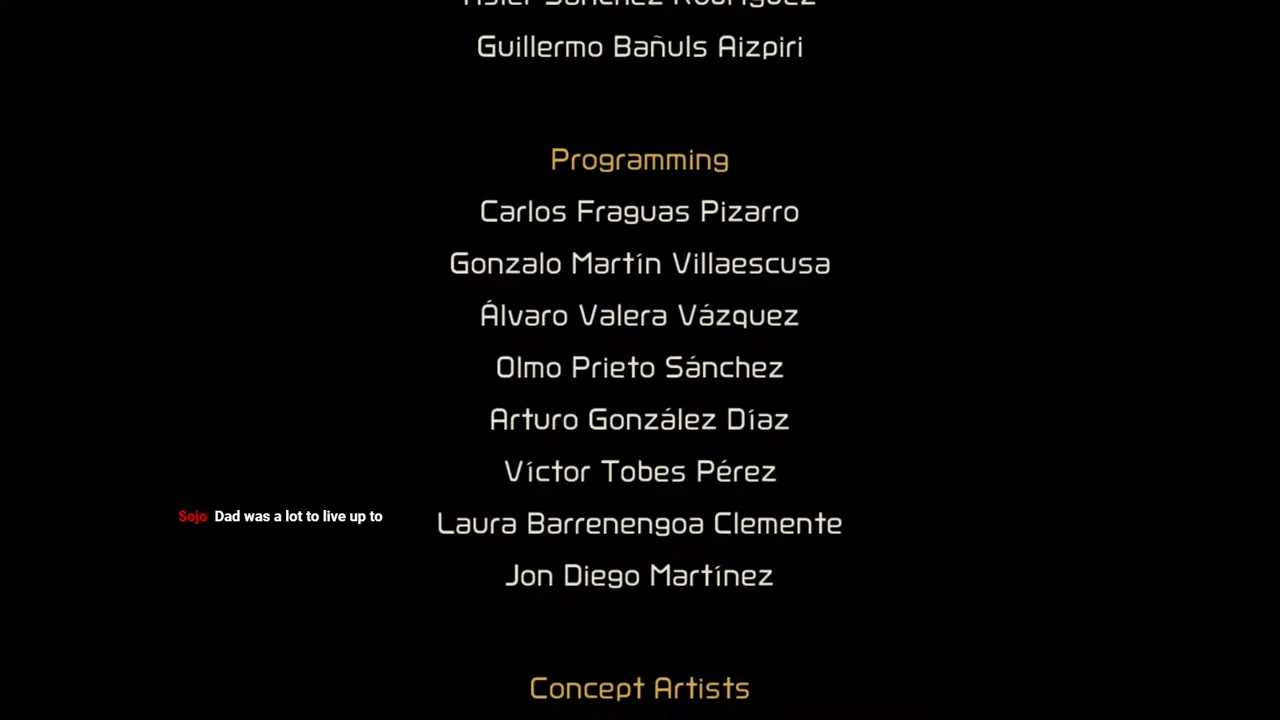 Guillermo Bañuls Aizpiri
Programming
Carlos Fraguas Pizarro
Gonzalo Martín Villaescusa
Álvaro Valera Vázquez
Olmo Prieto Sánchez
Arturo González Díaz
Víctor Tobes Pérez
Sojo Dad was a lot to live up to
Laura Barrenengoa Clemente
Jon Diego Martínez
Concept Artists